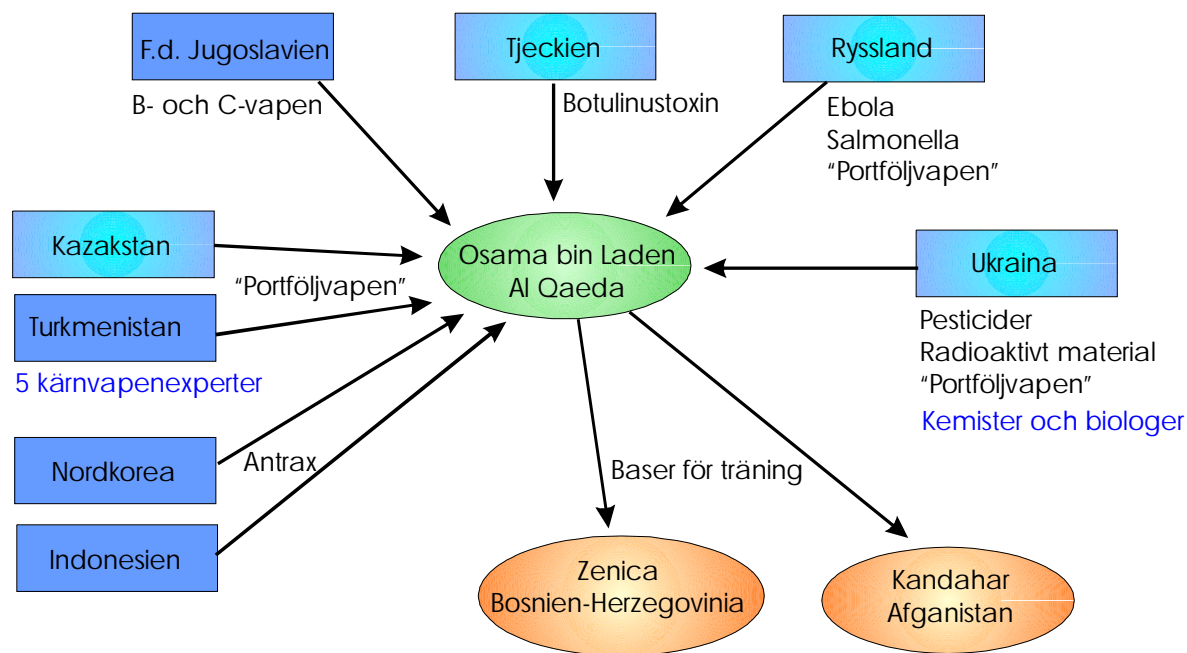 F.d. Jugoslavien
Tjeckien
Ryssland
B- och C-vapen
Botulinustoxin
Ebola
Salmonella
“Portföljvapen”
Kazakstan
Osama bin Laden
Al Qaeda
Ukraina
“Portföljvapen”
Turkmenistan
5 kärnvapenexperter
Pesticider
Radioaktivt material
“Portföljvapen”
Kemister och biologer
Nordkorea
Antrax
Baser för träning
Indonesien
Zenica
Bosnien-Herzegovinia
Kandahar
Afganistan